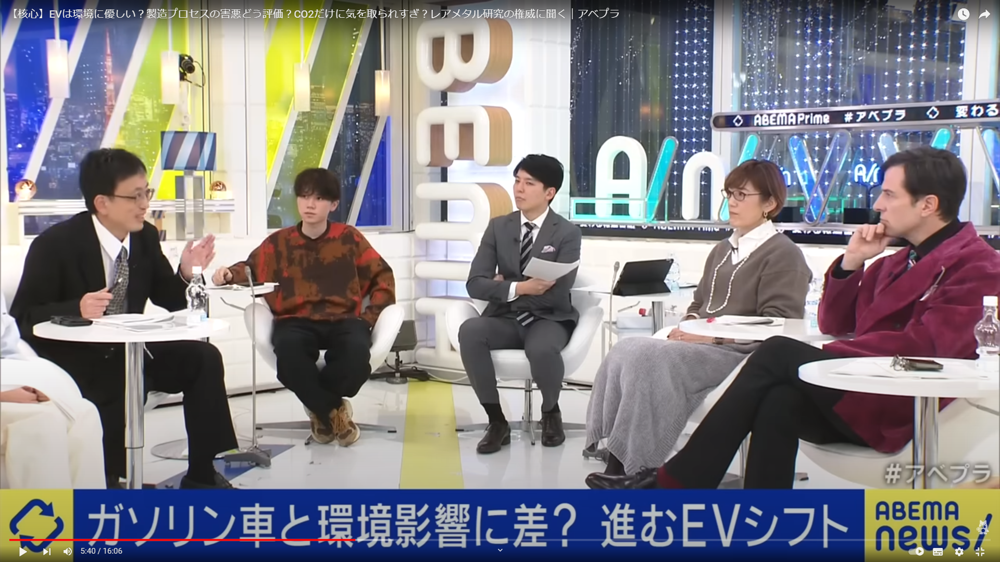 【核心】EVは環境に優しい？製造プロセスの害悪どう評価？CO2だけに気を取られすぎ？レアメタル研究の権威に聞く｜アベプラ
ABEMA Prime #アベプラ 変わる
#アベプラ
ガソリン車と環境影響に差? 進むEVシフト
ABEMA
news/
5:40 / 16:06